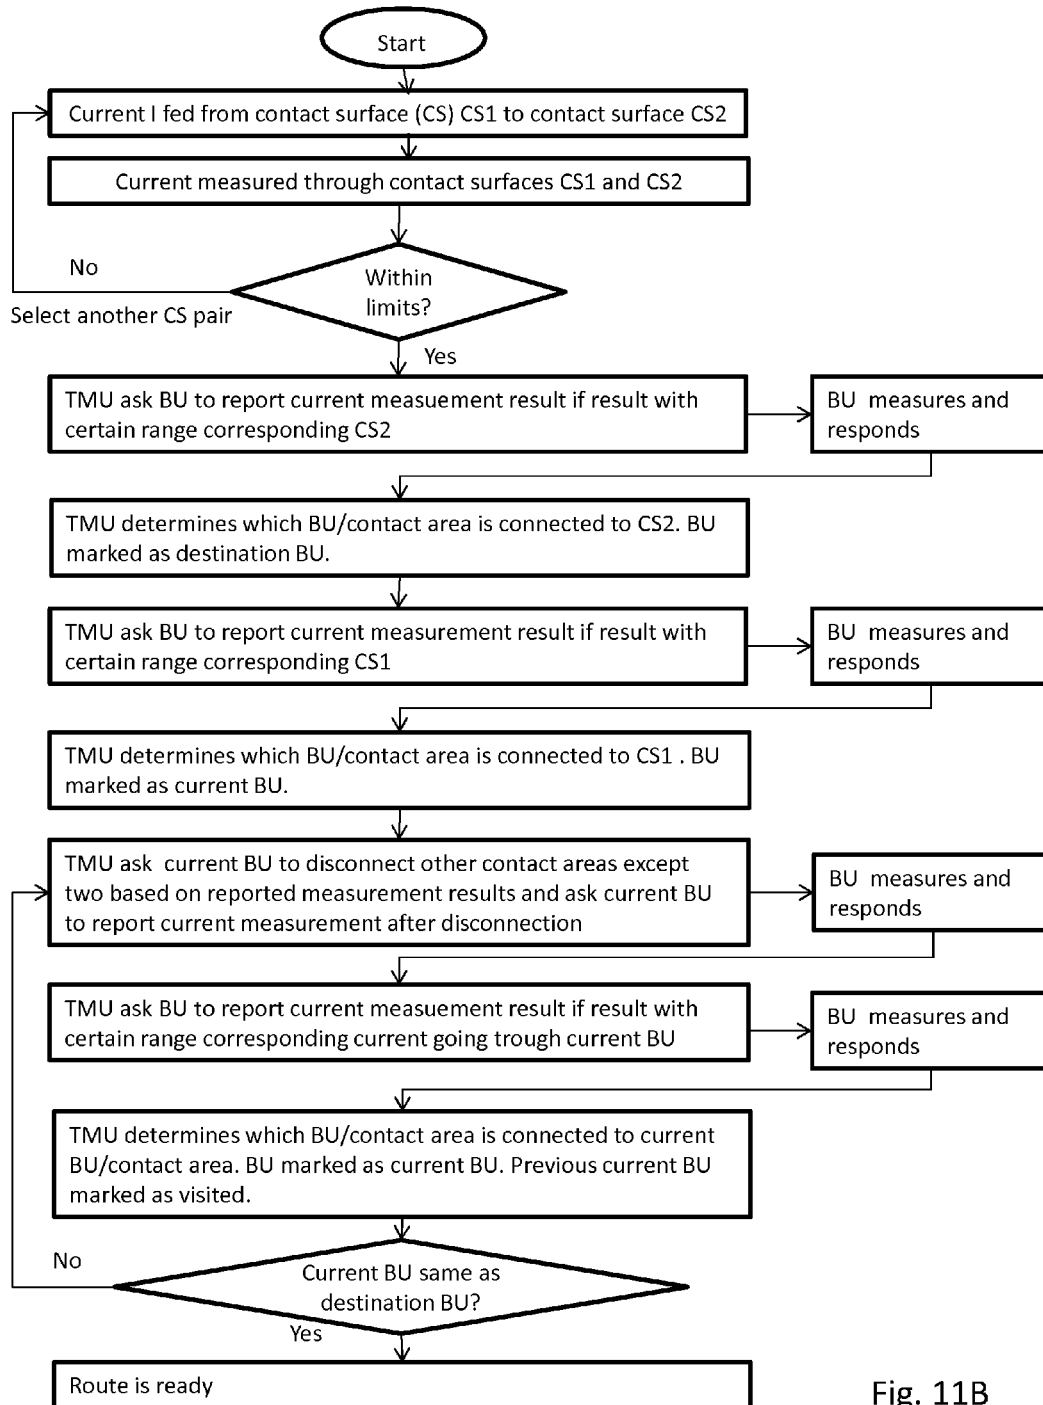 Start
Current I fed from contact surface (CS) CS1 to contact surface CS2
Current measured through contact surfaces CS1 and CS2
Within
limits?
No
Select another CS pair
Yes
TMU ask BU to report current measuement result if result with
certain range corresponding CS2
BU measures and
responds
TMU determines which BU/contact area is connected to CS2. BU
marked as destination BU.
TMU ask BU to report current measurement result if result with
certain range corresponding CS1
BU measures and
responds
TMU determines which BU/contact area is connected to CS1 . BU
marked as current BU.
TMU ask current BU to disconnect other contact areas except
two based on reported measurement results and ask current BU
to report current measurement after disconnection
BU measures and
responds
TMU ask BU to report current measuement result if result with
certain range corresponding current going trough current BU
BU measures and
responds
TMU determines which BU/contact area is connected to current
BU/contact area. BU marked as current BU. Previous current BU
marked as visited.
No
Current BU same as
destination BU?
Yes
Route is ready
Fig. 11B